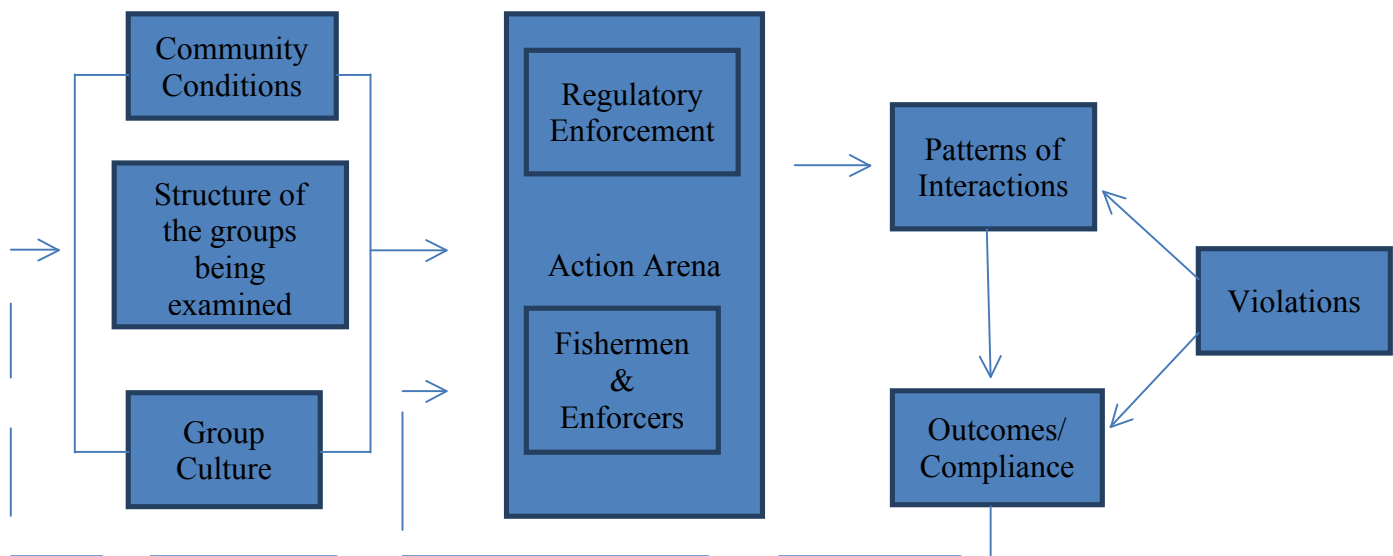 Community
Conditions
Structure of
the groups
being
examined
Group
Culture
Regulatory
Enforcement
Action Arena
Fishermen
&
Enforcers
Patterns of
Interactions
Outcomes/
Compliance
Violations